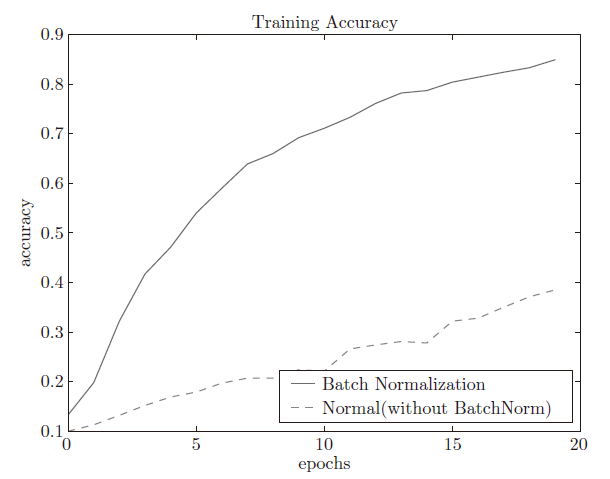 Training Accuracy
0.9
0.8
0.7
0.6
0.5
0.4
0.3
0.2
0.1
accuracy
Batch Normalization
Normal(without BatchNorm)
0 5 10 15 20
epochs